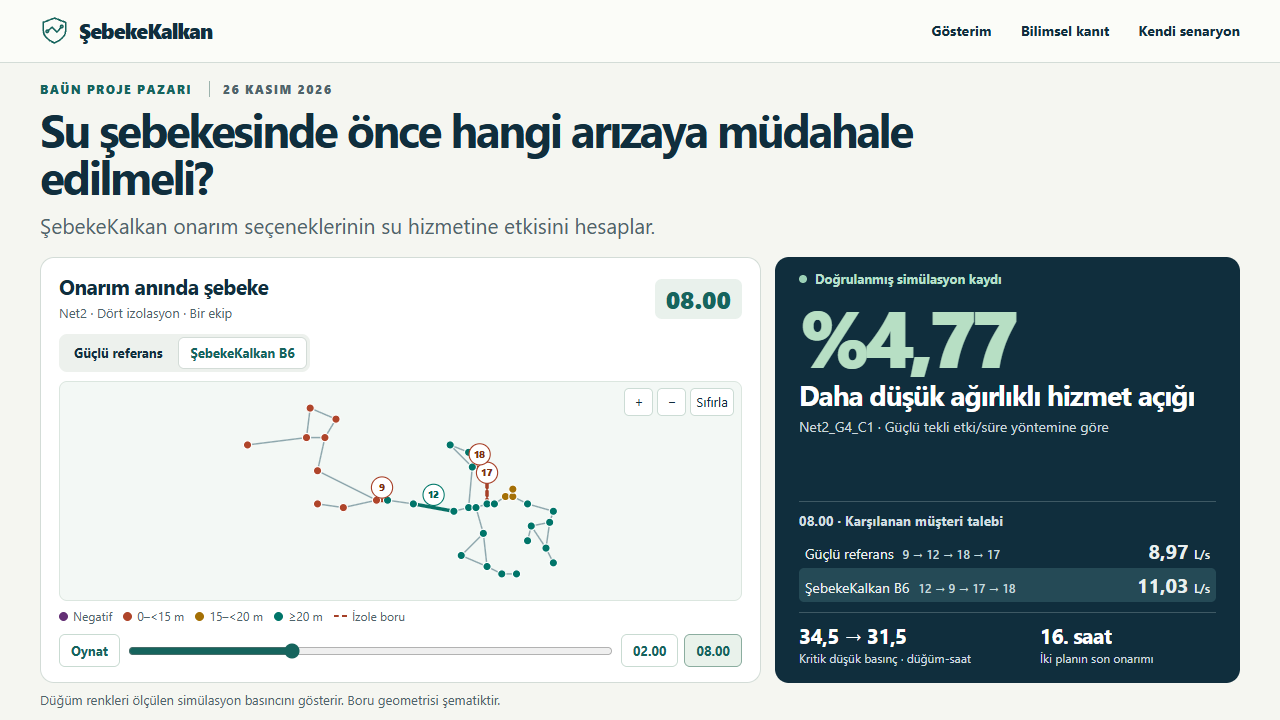 ŞebekeKalkan
Gösterim
Bilimsel kanıt
Kendi senaryon
BAÜN PROJE PAZARI
26 KASIM 2026
Su şebekesinde önce hangi arızaya müdahale
edilmeli?
ŞebekeKalkan onarım seçeneklerinin su hizmetine etkisini hesaplar.
Onarım anında şebeke
Net2 · Dört izolasyon · Bir ekip
08.00
Güçlü referans
ŞebekeKalkan B6
+
−
Sıfırla
18
17
9
12
Negatif
0–<15 m
15–<20 m
≥20 m
İzole boru
Oynat
02.00
08.00
Doğrulanmış simülasyon kaydı
%4,77
Daha düşük ağırlıklı hizmet açığı
Net2_G4_C1 · Güçlü tekli etki/süre yöntemine göre
08.00 · Karşılanan müşteri talebi
Güçlü referans 9 → 12 → 18 → 17 8,97 L/s
ŞebekeKalkan B6 12 → 9 → 17 → 18 11,03 L/s
34,5 → 31,5
Kritik düşük basınç · düğüm-saat
16. saat
İki planın son onarımı
Düğüm renkleri ölçülen simülasyon basıncını gösterir. Boru geometrisi şematiktir.